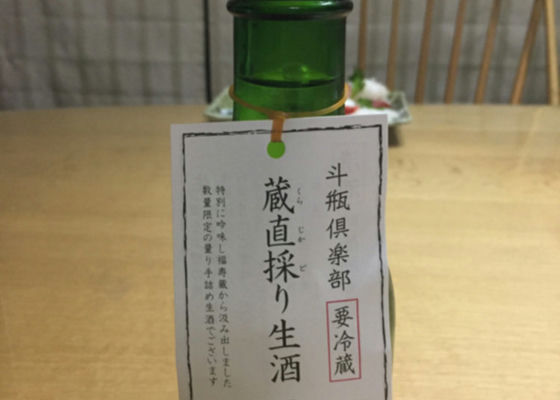 斗瓶倶楽部
要冷蔵
蔵直採り生酒
くら じか ど
特別に吟味し福寿蔵から汲み出しました
数量限定の量り手詰め生酒でございます